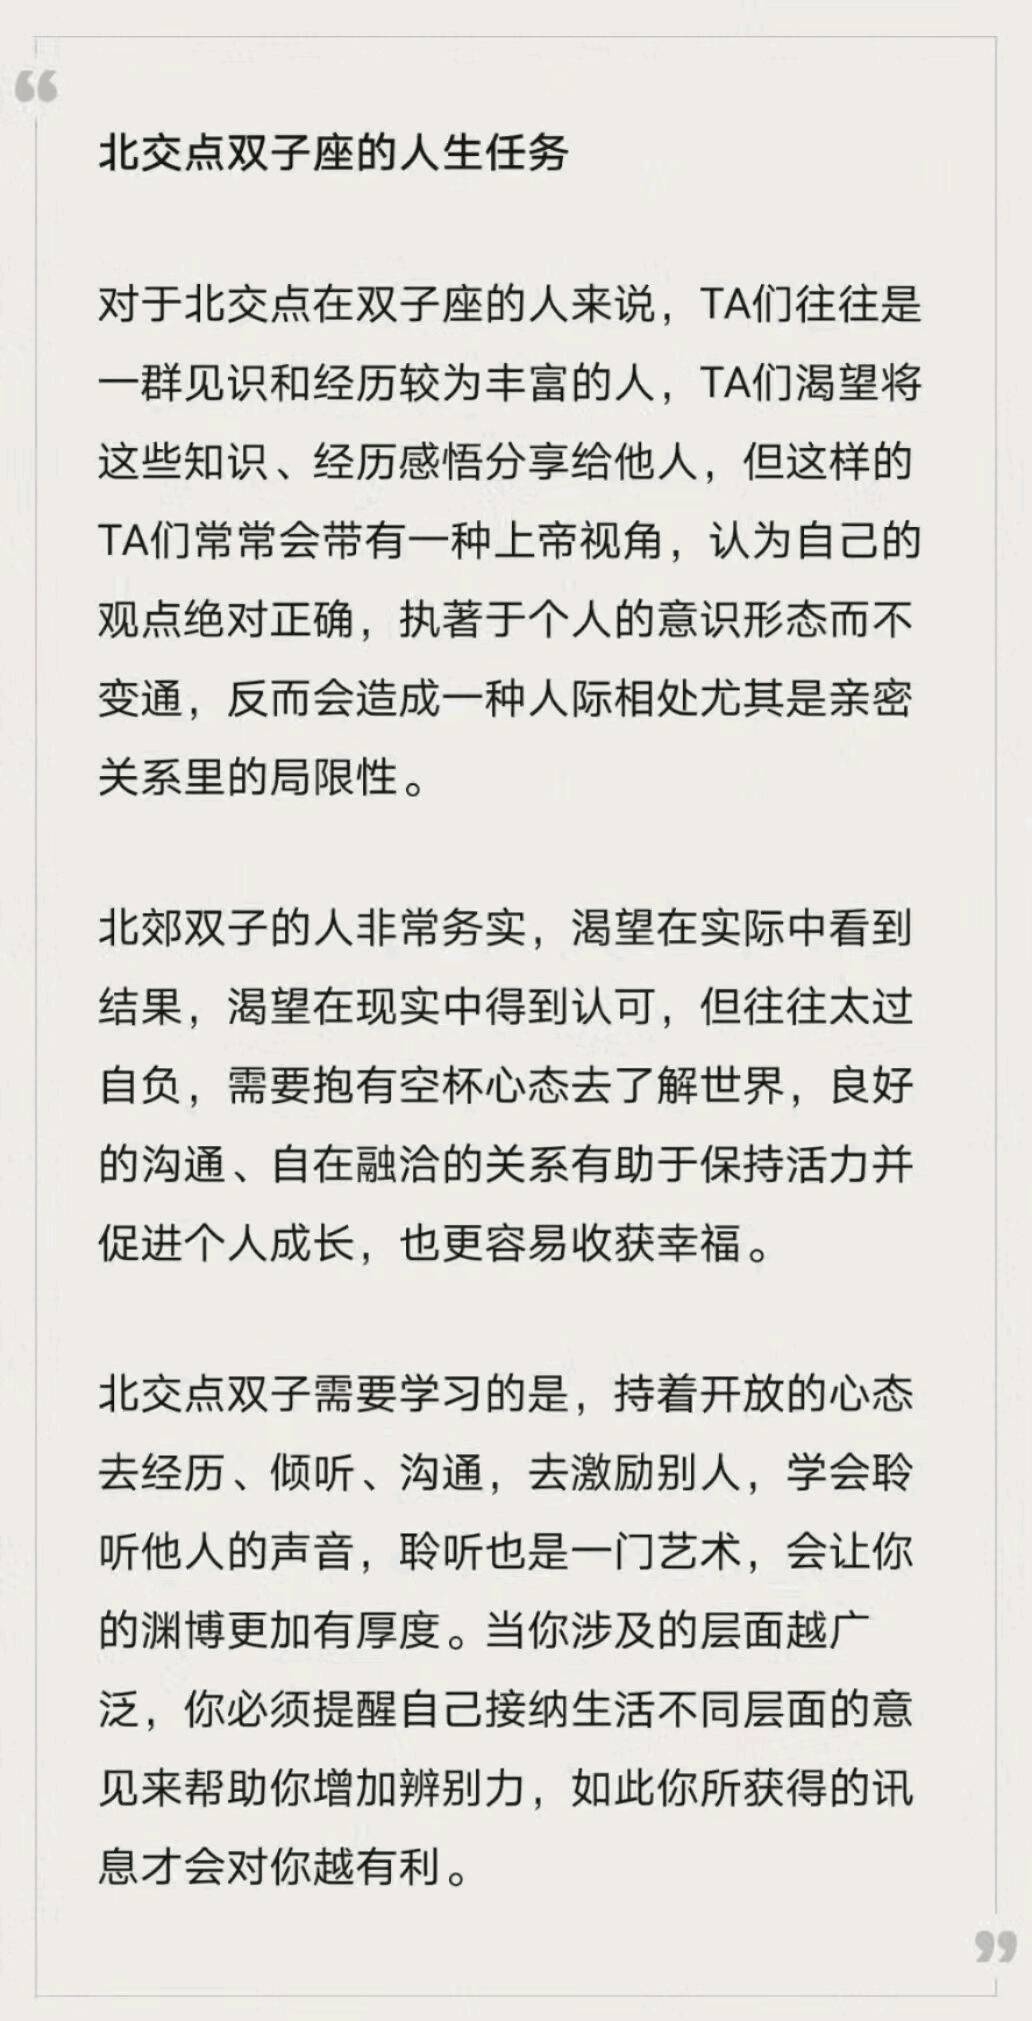 “
北交点双子座的人生任务
对于北交点在双子座的人来说，TA们往往是
一群见识和经历较为丰富的人，TA们渴望将
这些知识、经历感悟分享给他人，但这样的
TA们常常会带有一种上帝视角，认为自己的
观点绝对正确，执著于个人的意识形态而不
变通，反而会造成一种人际相处尤其是亲密
关系里的局限性。
北郊双子的人非常务实，渴望在实际中看到
结果，渴望在现实中得到认可，但往往太过
自负，需要抱有空杯心态去了解世界，良好
的沟通、自在融洽的关系有助于保持活力并
促进个人成长，也更容易收获幸福。
北交点双子需要学习的是，持着开放的心态
去经历、倾听、沟通，去激励别人，学会聆
听他人的声音，聆听也是一门艺术，会让你
的渊博更加有厚度。当你涉及的层面越广
泛，你必须提醒自己接纳生活不同层面的意
见来帮助你增加辨别力，如此你所获得的讯
息才会对你越有利。
”